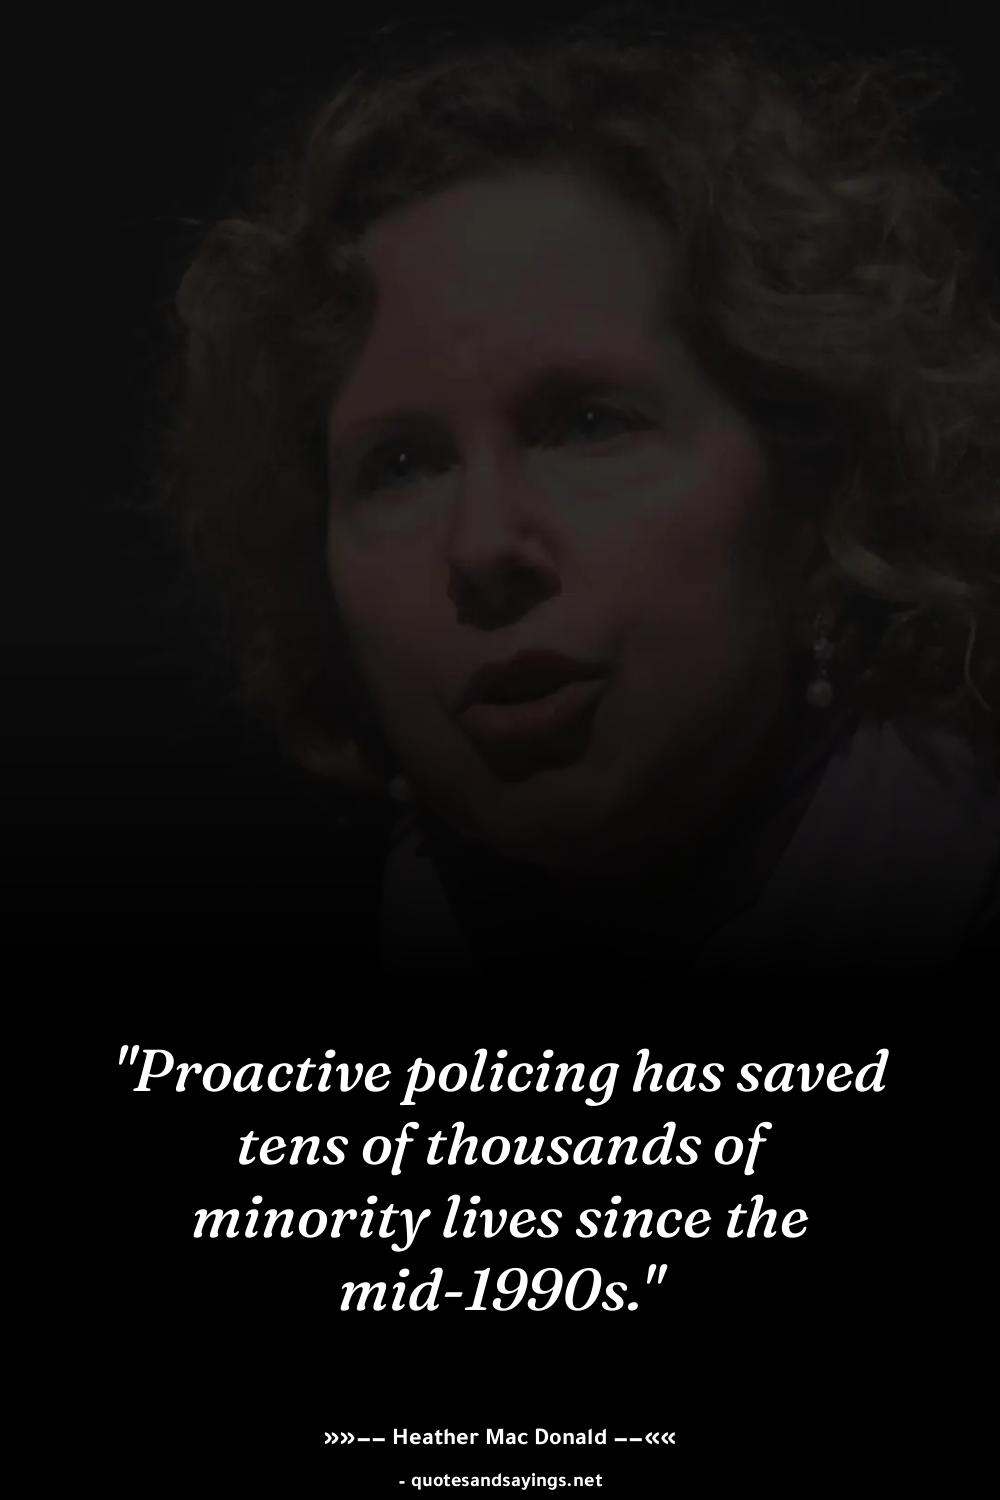 "Proactive policing has saved
tens of thousands of
minority lives since the
mid-1990s."
»»–– Heather Mac Donald ––««
- quotesandsayings.net